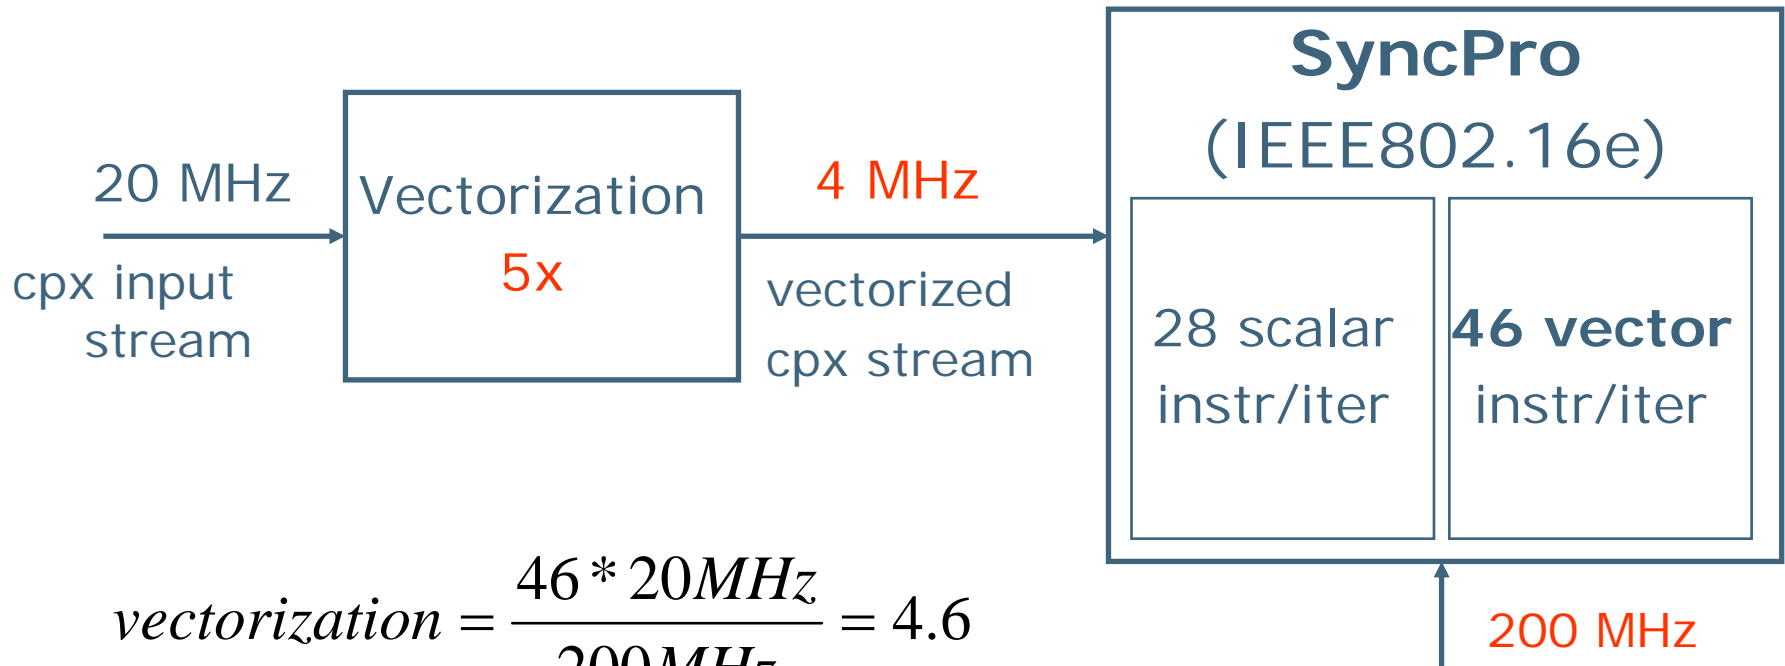 20 MHz
cpx input
stream
Vectorization
5x
4 MHz
vectorized
cpx stream
SyncPro
(IEEE802.16e)
28 scalar
instr/iter
46 vector
instr/iter
vectorization = 46 * 20MHz / 200MHz = 4.6
200 MHz